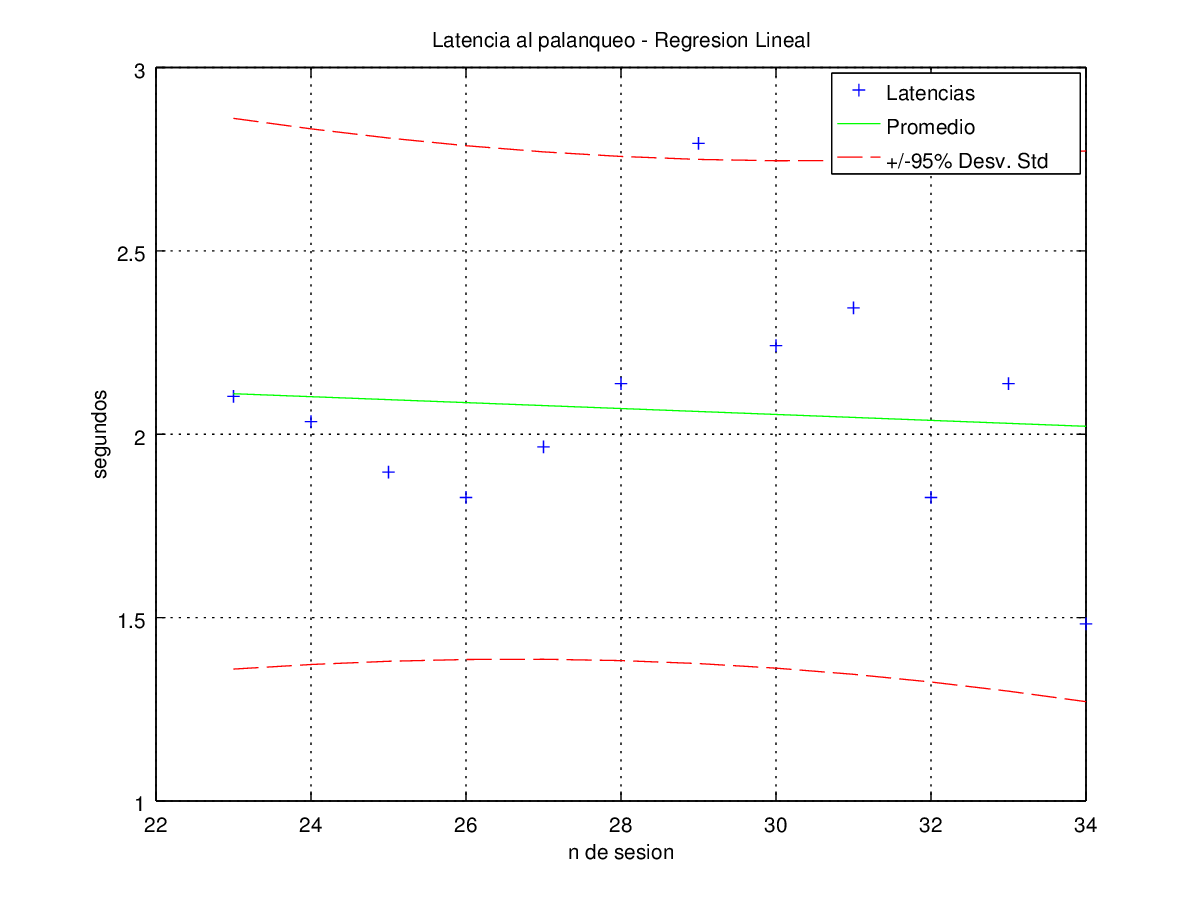 Latencia al palanqueo - Regresion Lineal
3
Latencias
Promedio
+/-95% Desv. Std
2.5
2
segundos
1.5
1
22 24 26 28 30 32 34
n de sesion